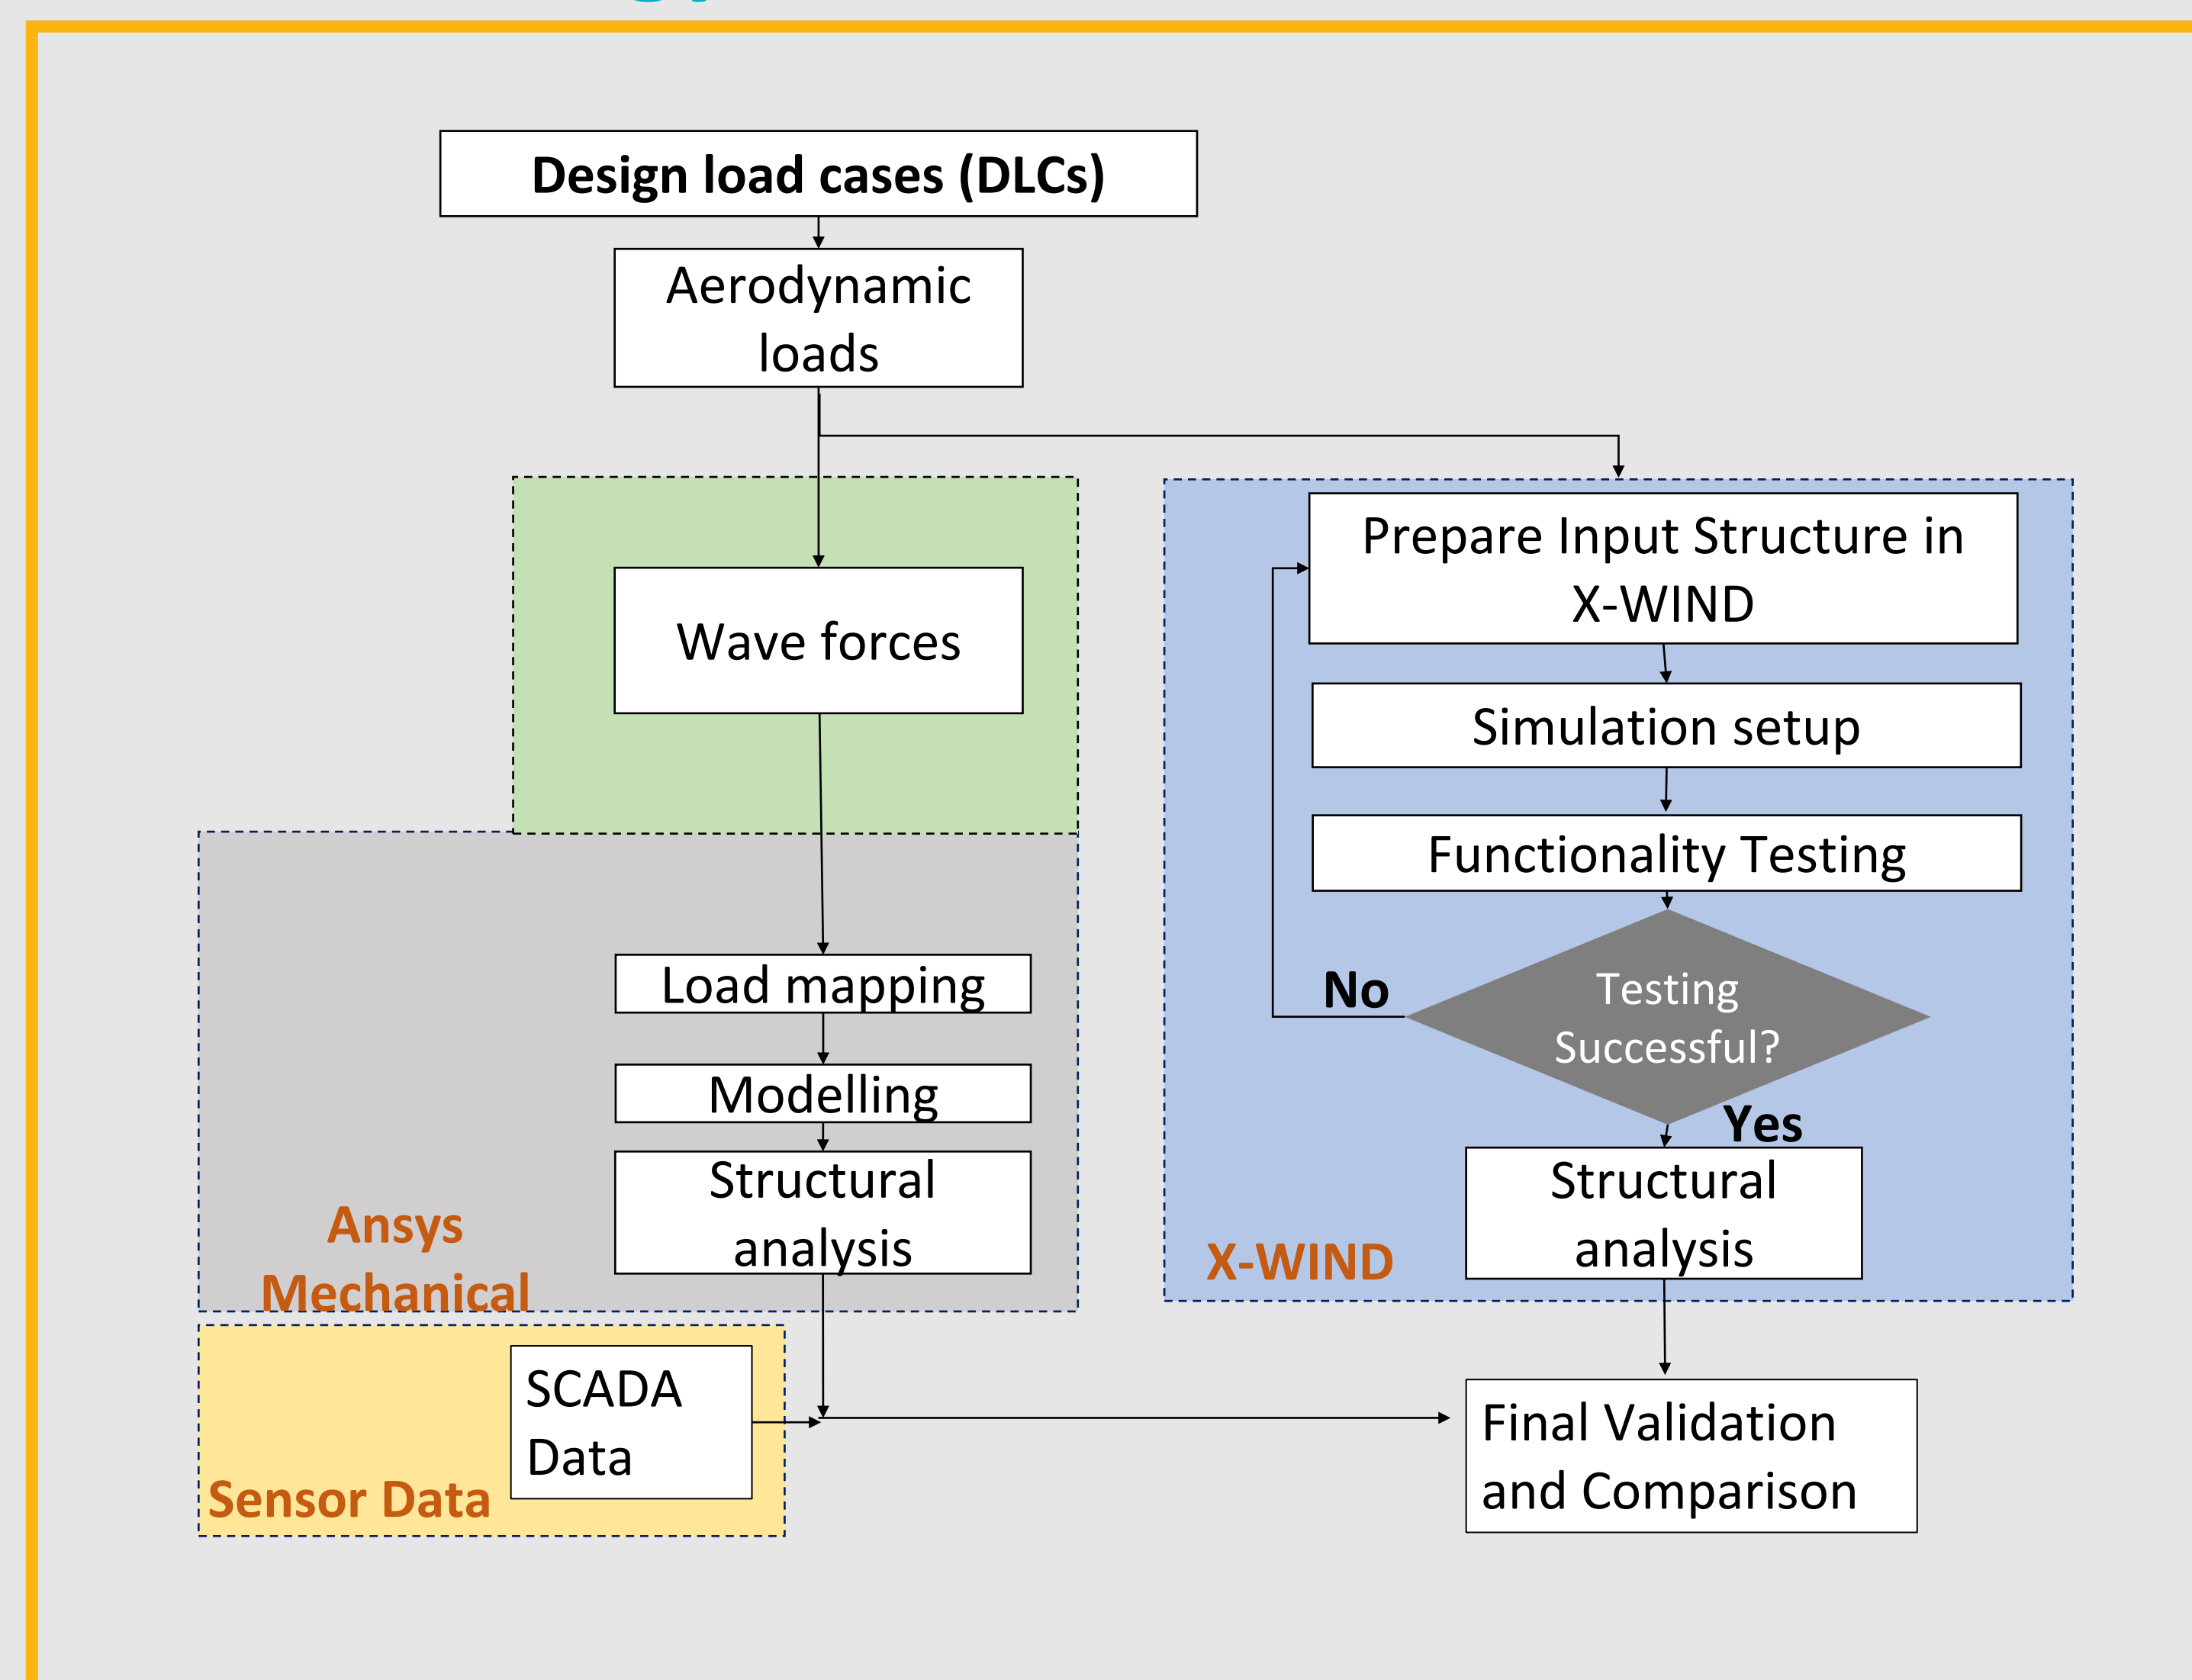 Design load cases (DLCs)
Aerodynamic
loads
Wave forces
Load mapping
Modelling
Structural
analysis
Ansys
Mechanical
SCADA
Data
Sensor Data
Prepare Input Structure in
X-WIND
Simulation setup
Functionality Testing
Testing
Successful?
No
Yes
Structural
analysis
X-WIND
Final Validation
and Comparison